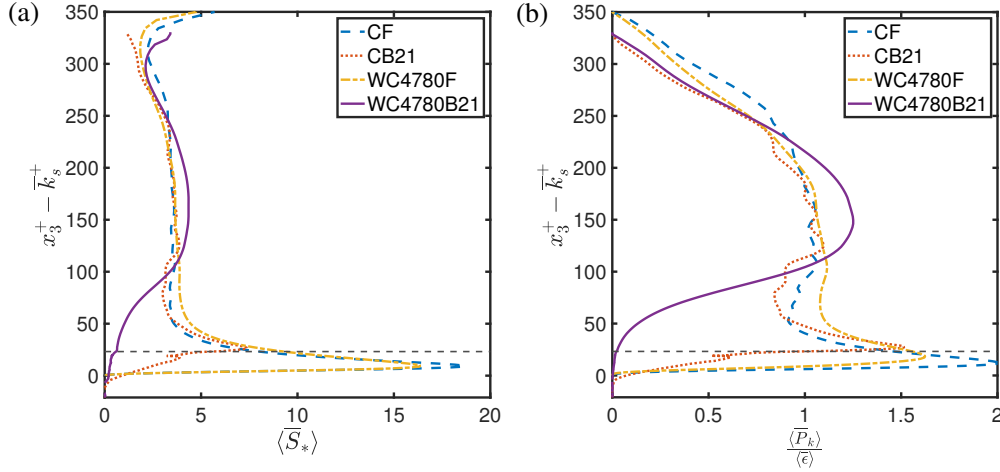 (a)
350
300
250
200
150
100
50
0
0
5
10
15
20
x₃⁺ − k̅ₛ⁺
⟨S̅∗⟩
CF
CB21
WC4780F
WC4780B21
(b)
350
300
250
200
150
100
50
0
0
0.5
1
1.5
2
x₃⁺ − k̅ₛ⁺
⟨P̅ₖ⟩
⟨ϵ̅⟩
CF
CB21
WC4780F
WC4780B21